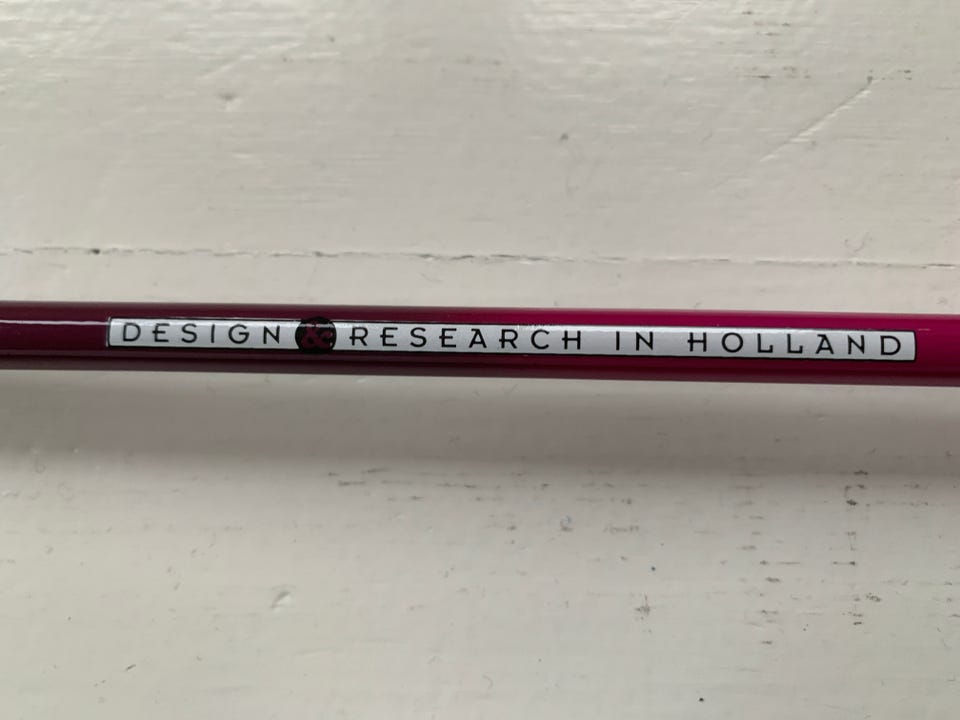 DESIGN & RESEARCH IN HOLLAND